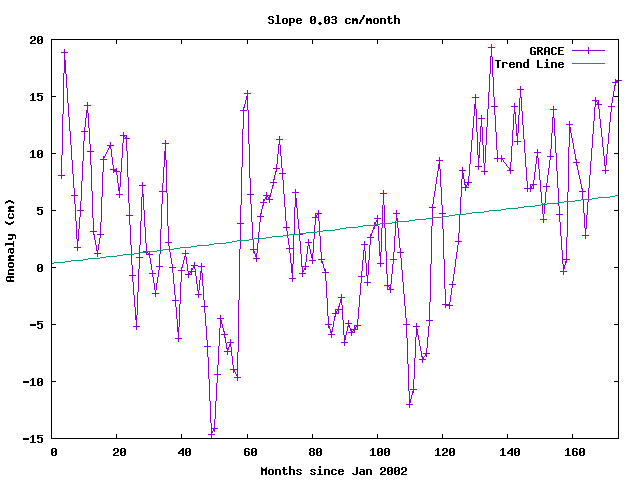 Slope 0.03 cm/month
GRACE
Trend Line
20
15
10
5
0
-5
-10
-15
Anomaly (cm)
0 20 40 60 80 100 120 140 160
Months since Jan 2002